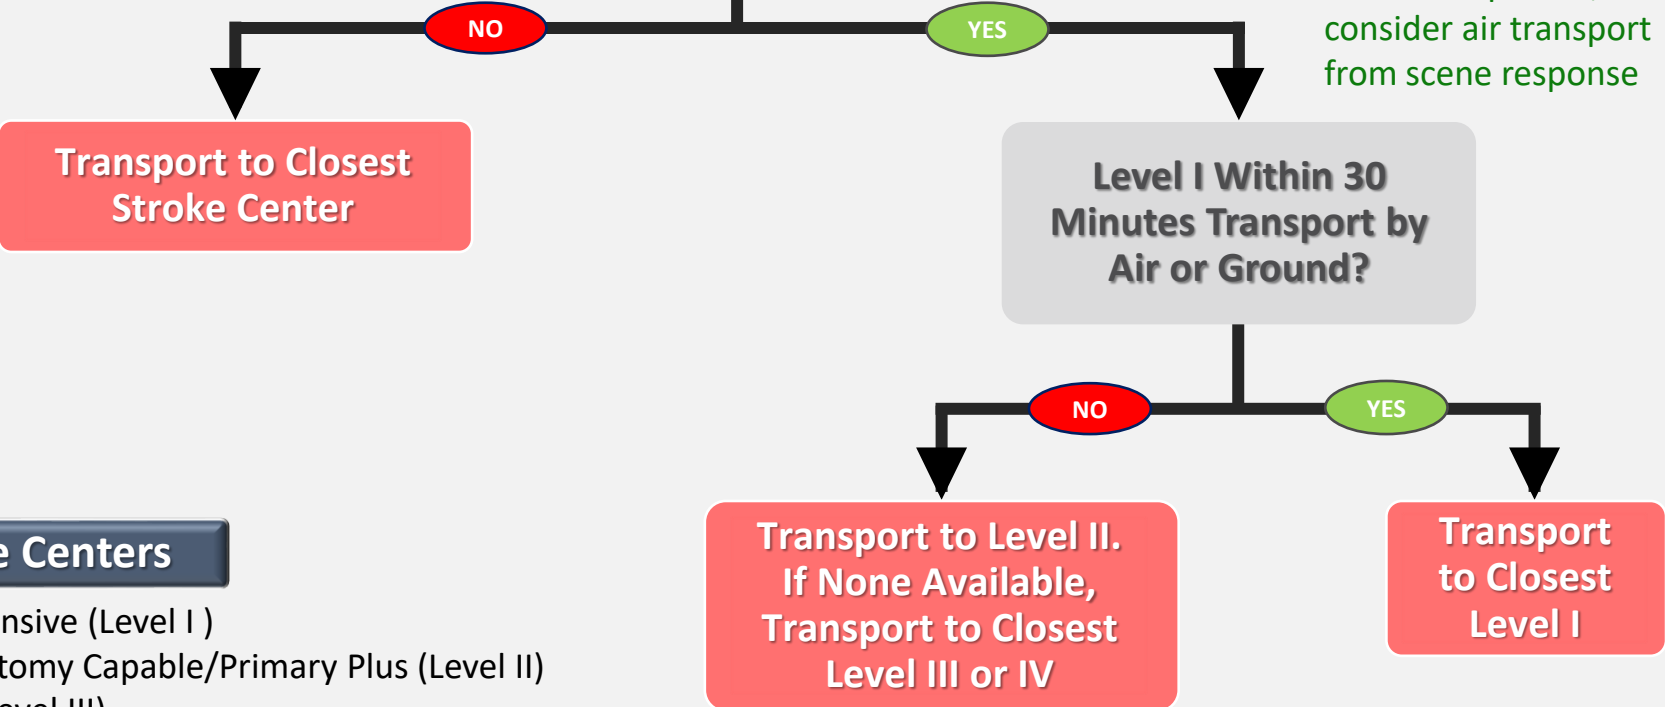 consider air transport
from scene response
NO
YES
Transport to Closest
Stroke Center
Level I Within 30
Minutes Transport by
Air or Ground?
NO
YES
Transport to Level II.
If None Available,
Transport to Closest
Level III or IV
Transport
to Closest
Level I
Centers
(Level I )
Capable/Primary Plus (Level II)